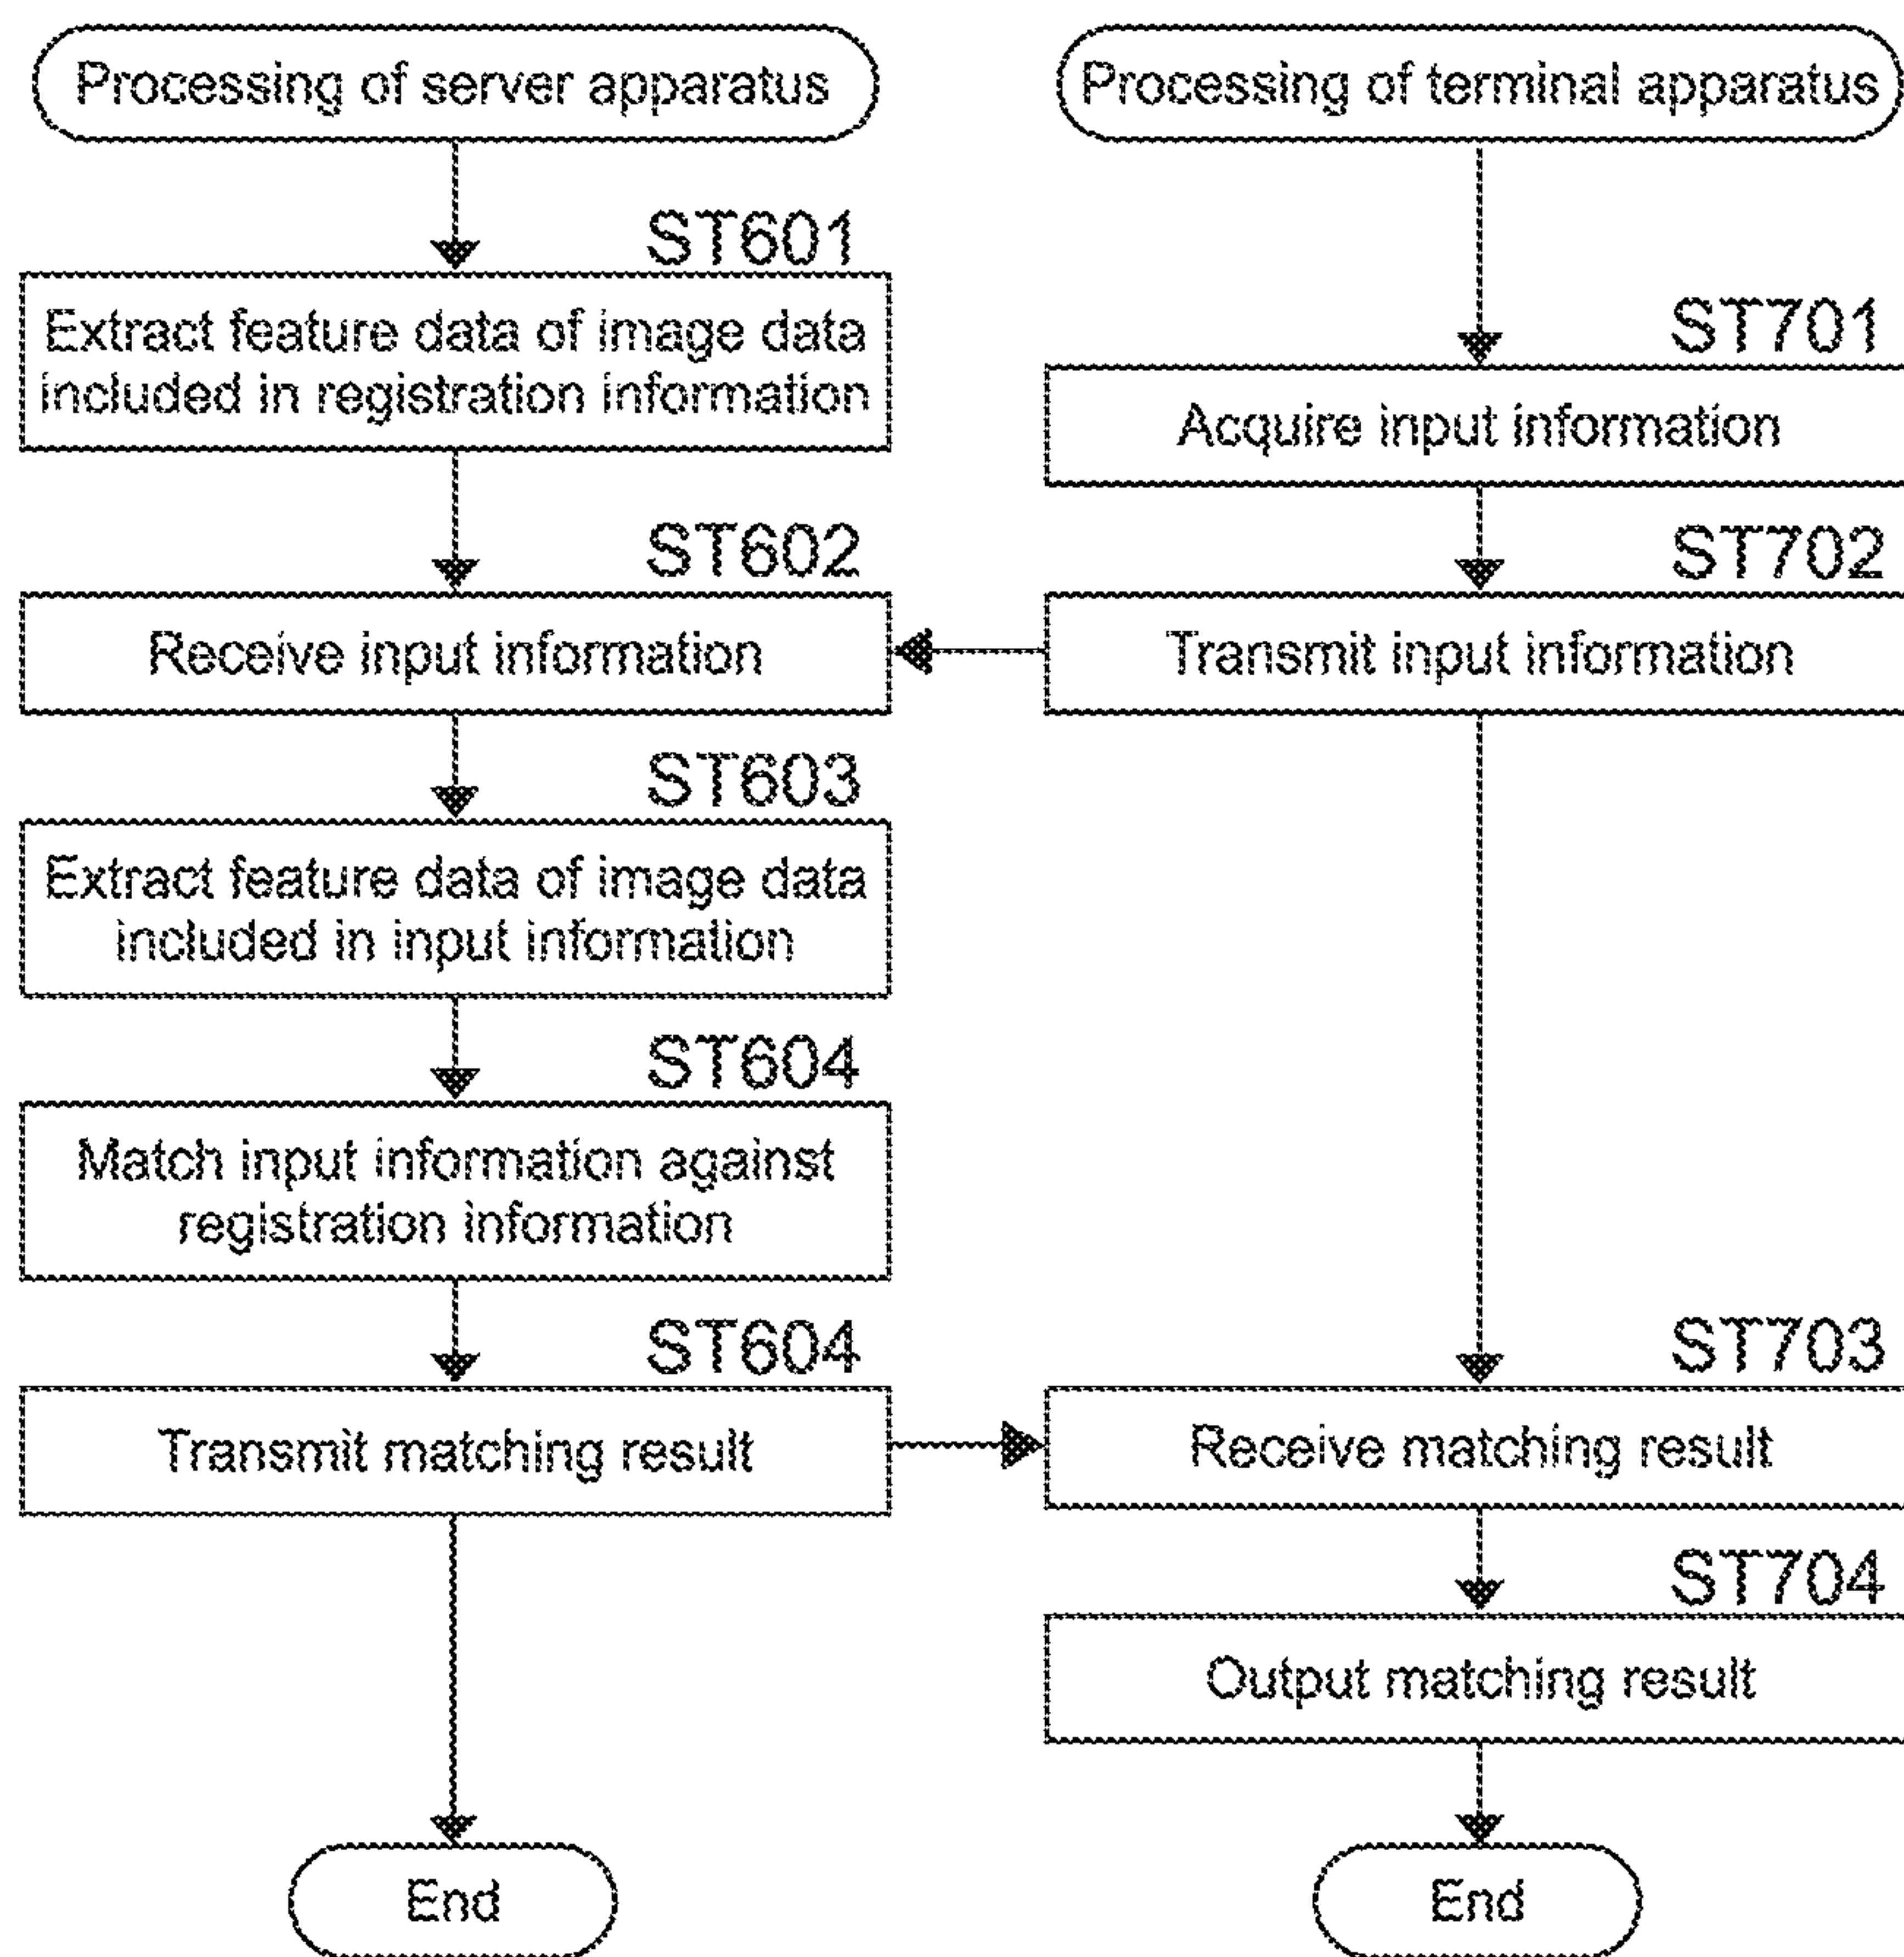 Processing of server apparatus
ST601
Extract feature data of image data
included in registration information
ST602
Receive input information
ST603
Extract feature data of image data
included in input information
ST604
Match input information against
registration information
ST604
Transmit matching result
End
Processing of terminal apparatus
ST701
Acquire input information
ST702
Transmit input information
ST703
Receive matching result
ST704
Output matching result
End